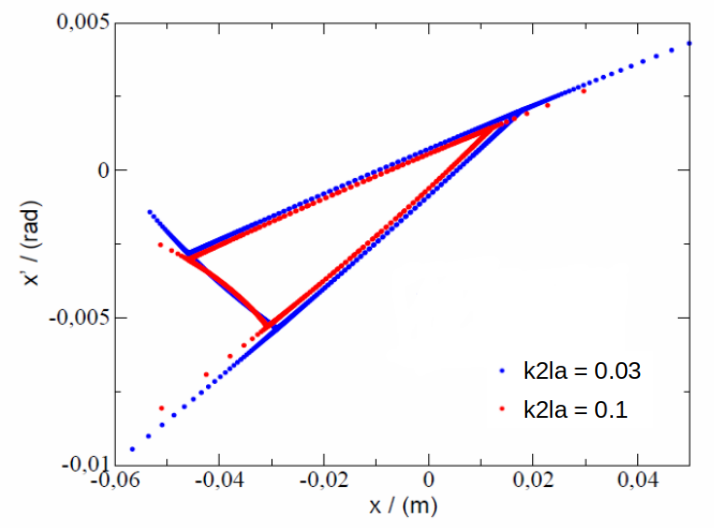 0,005
0
-0,005
-0,01
-0,06
-0,04
-0,02
0
0,02
0,04
x' / (rad)
x / (m)
k2la = 0.03
k2la = 0.1